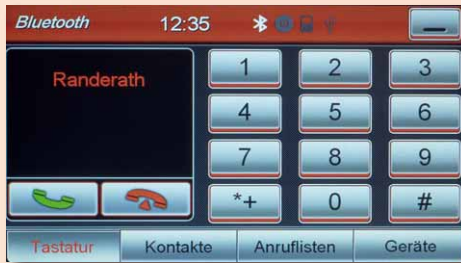 Bluetooth 12:35
Randerath
1 2 3
4 5 6
7 8 9
*+ 0 #
Tastatur Kontakte Anruflisten Geräte